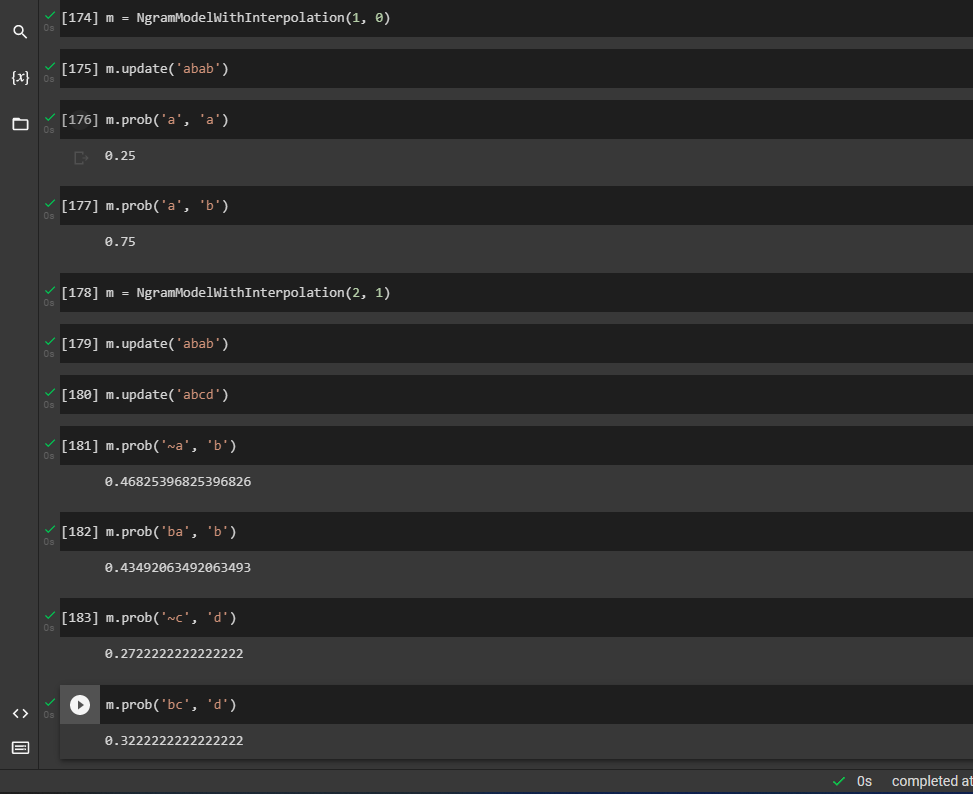 [174] m = NgramModelWithInterpolation(1, 0)
0s
[175] m.update('abab')
0s
{x}
[176] m.prob('a', 'a')
0s
0.25
[177] m.prob('a', 'b')
0s
0.75
[178] m = NgramModelWithInterpolation(2, 1)
0s
[179] m.update('abab')
0s
[180] m.update('abcd')
0s
[181] m.prob('~a', 'b')
0s
0.46825396825396826
[182] m.prob('ba', 'b')
0s
0.43492063492063493
[183] m.prob('~c', 'd')
0s
0.2722222222222222
m.prob('bc', 'd')
0s
0.3222222222222222
0s completed at